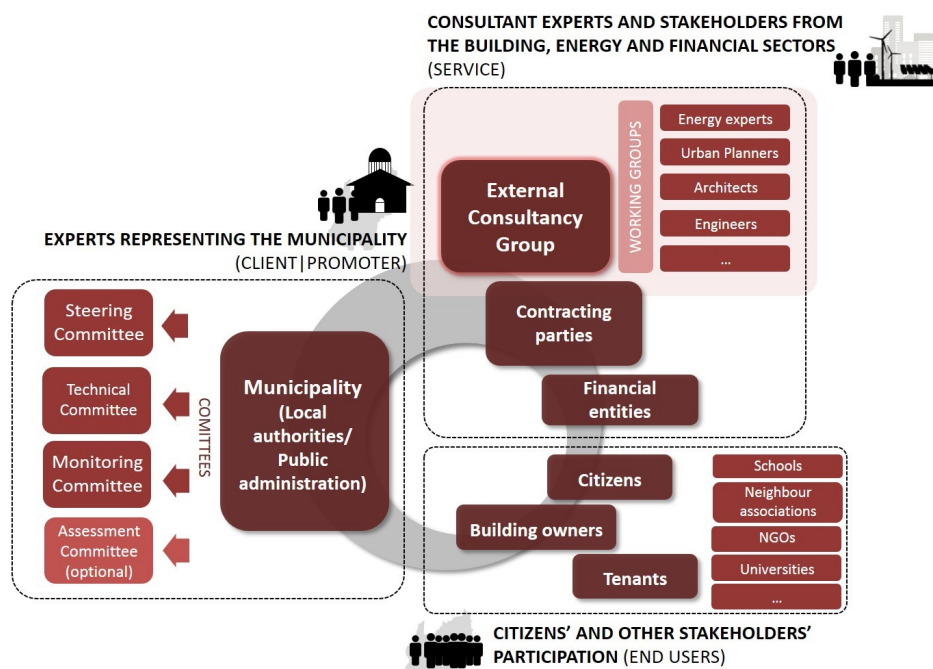 CONSULTANT EXPERTS AND STAKEHOLDERS FROM
THE BUILDING, ENERGY AND FINANCIAL SECTORS
(SERVICE)
WORKING GROUPS
Energy experts
Urban Planners
Architects
Engineers
...
External
Consultancy
Group
Contracting
parties
Financial
entities
EXPERTS REPRESENTING THE MUNICIPALITY
(CLIENT|PROMOTER)
Steering
Committee
Technical
Committee
Monitoring
Committee
Assessment
Committee
(optional)
COMITTEES
Municipality
(Local
authorities/
Public
administration)
Citizens
Building owners
Tenants
Schools
Neighbour
associations
NGOs
Universities
...
CITIZENS’ AND OTHER STAKEHOLDERS’
PARTICIPATION (END USERS)